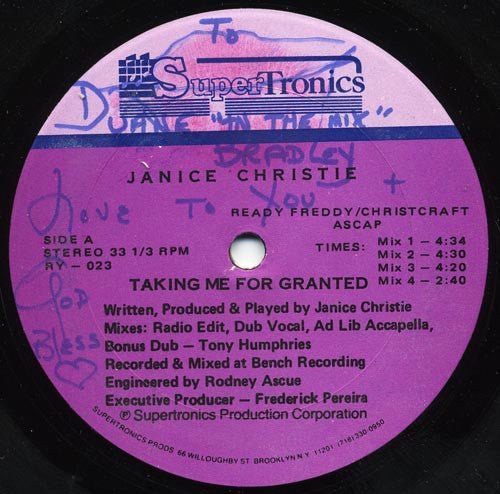 To
SuperTronics
Duane "In The Mix"
Bradley
JANICE CHRISTIE
Love To You +
God
Bless
READY FREDDY/CHRISTCRAFT
ASCAP
SIDE A
STEREO 33 1/3 RPM
RY - 023
TIMES: Mix 1 - 4:34
Mix 2 - 4:30
Mix 3 - 4:20
Mix 4 - 2:40
TAKING ME FOR GRANTED
Written, Produced & Played by Janice Christie
Mixes: Radio Edit, Dub Vocal, Ad Lib Accapella,
Bonus Dub — Tony Humphries
Recorded & Mixed at Bench Recording
Engineered by Rodney Ascue
Executive Producer - Frederick Pereira
℗ Supertronics Production Corporation
SUPERTRONICS PRODS. 66 WILLOUGHBY ST. BROOKLYN N.Y. 11201 (718) 330-0950